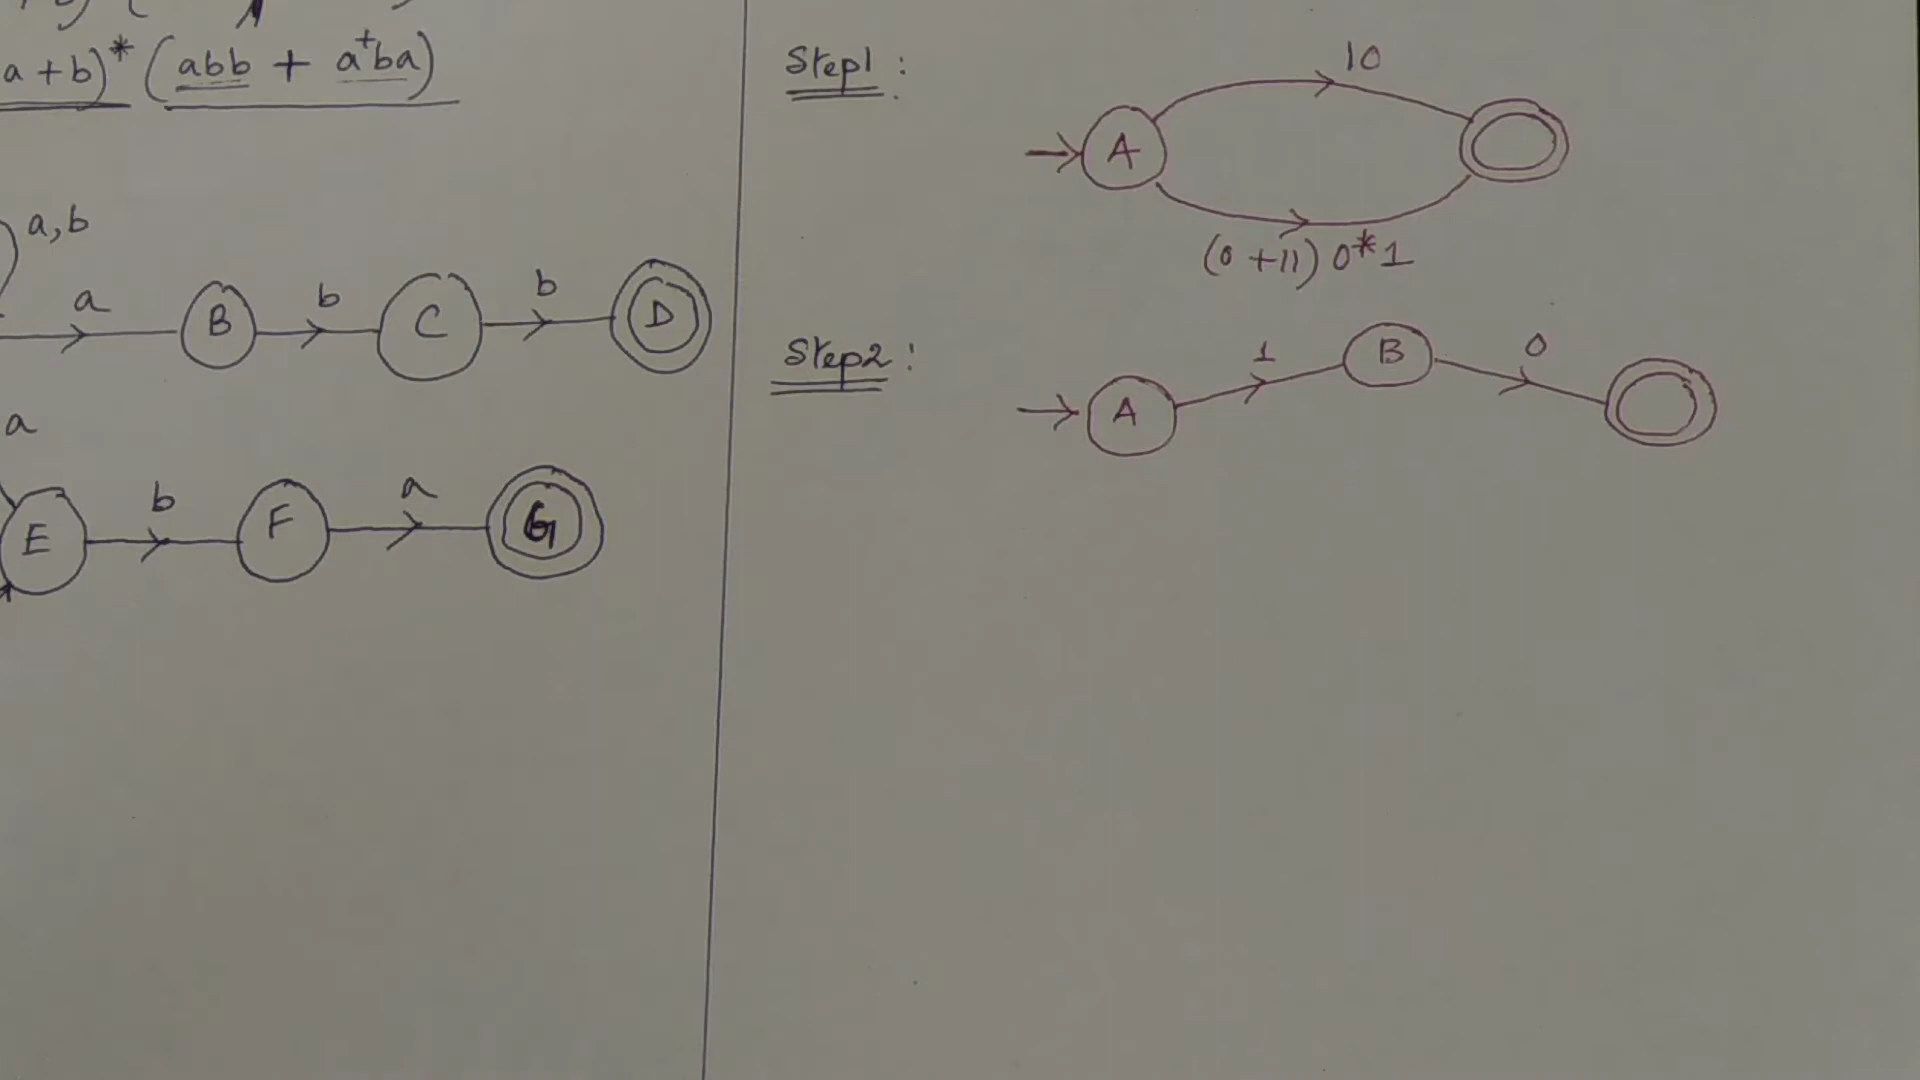 a + b)* (abb + a⁺ba)
a,b
a
B
b
C
b
D
a
E
b
F
a
G
Step1 :
10
A
(0 + 11) 0* 1
Step2 :
A
1
B
0